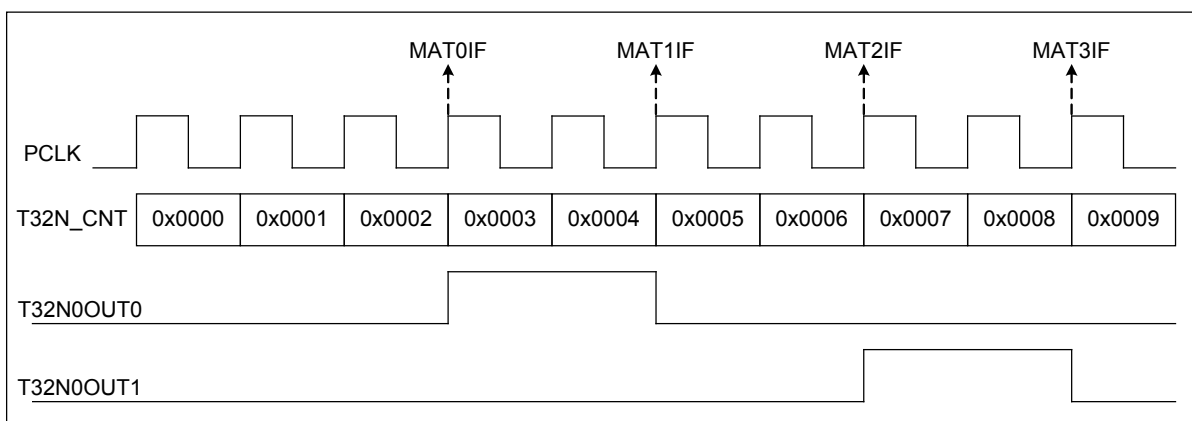 MAT0IF MAT1IF MAT2IF MAT3IF
PCLK
T32N_CNT 0x0000 0x0001 0x0002 0x0003 0x0004 0x0005 0x0006 0x0007 0x0008 0x0009
T32N0OUT0
T32N0OUT1